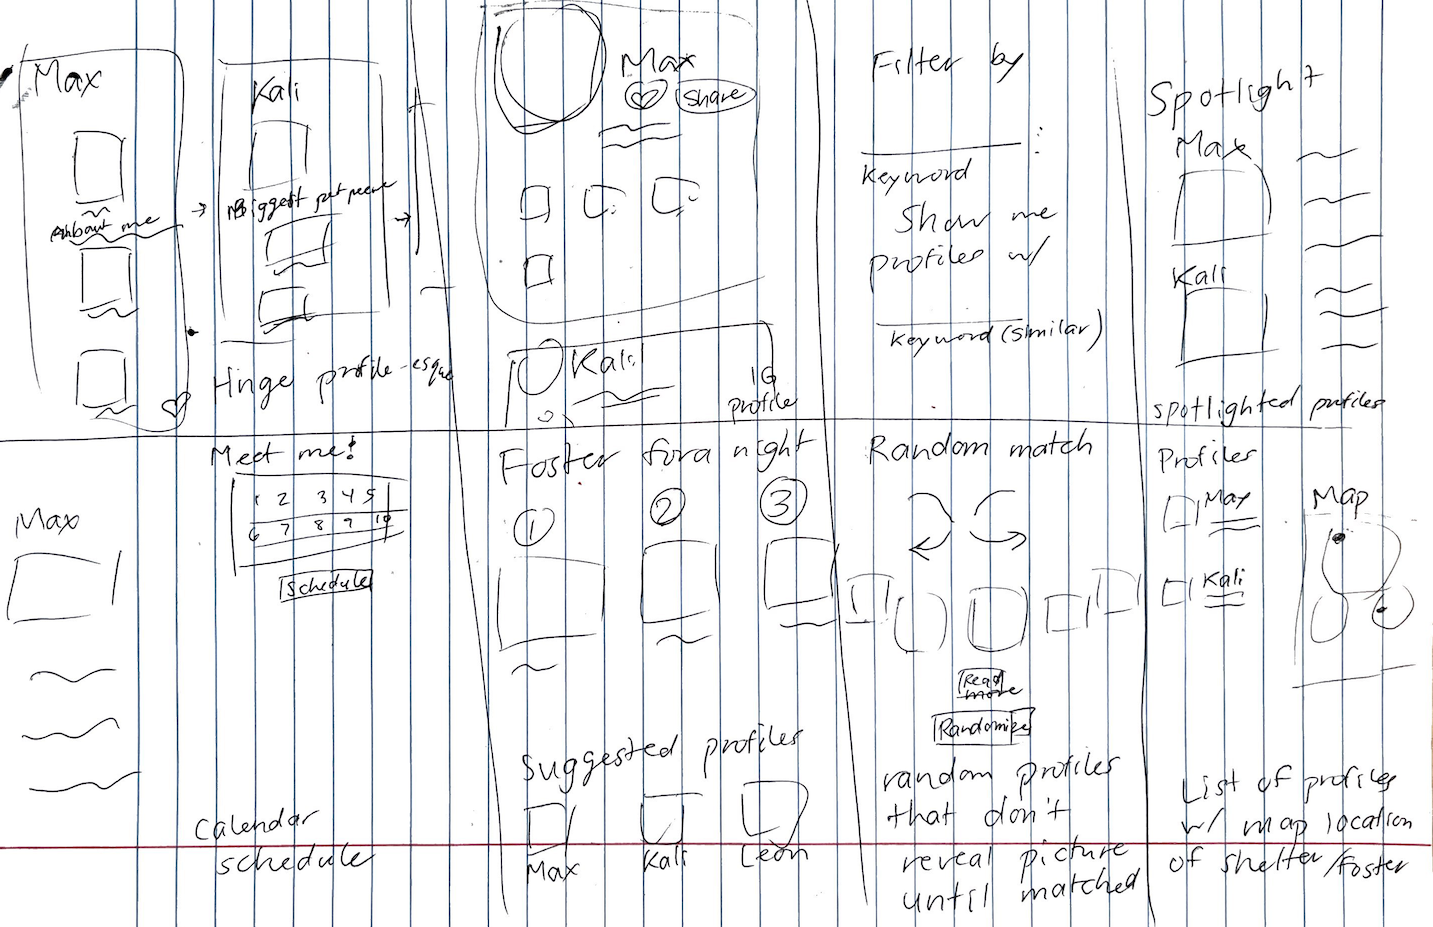 Max
About me
Kali
Biggest pet peeve
Hinge profile-esque
Max
share
Kali
IG
profile
Filter by
keyword
Show me
profiles w/
keyword (similar)
Spotlight
Max
Kali
spotlighted profiles
Max
Meet me!
1 2 3 4 5
6 7 8 9 10
Schedule
Calendar
schedule
Foster for a night
1 2 3
Suggested profiles
Max Kali Leon
Random match
Read
more
Randomize
random profiles
that don't
reveal picture
until matched
Profiles
Max
Kali
Map
List of profiles
w/ map location
of shelter/foster